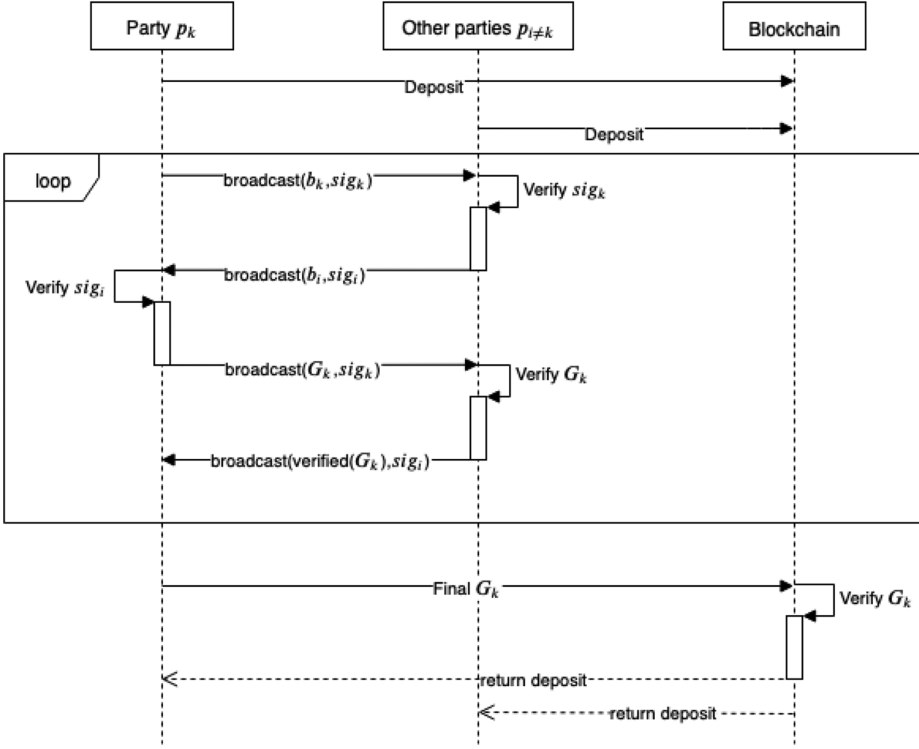 Party p_k
Other parties p_{i≠k}
Blockchain
Deposit
Deposit
loop
broadcast(b_k,sig_k)
Verify sig_k
broadcast(b_i,sig_i)
Verify sig_i
broadcast(G_k,sig_k)
Verify G_k
broadcast(verified(G_k),sig_i)
Final G_k
Verify G_k
return deposit
return deposit